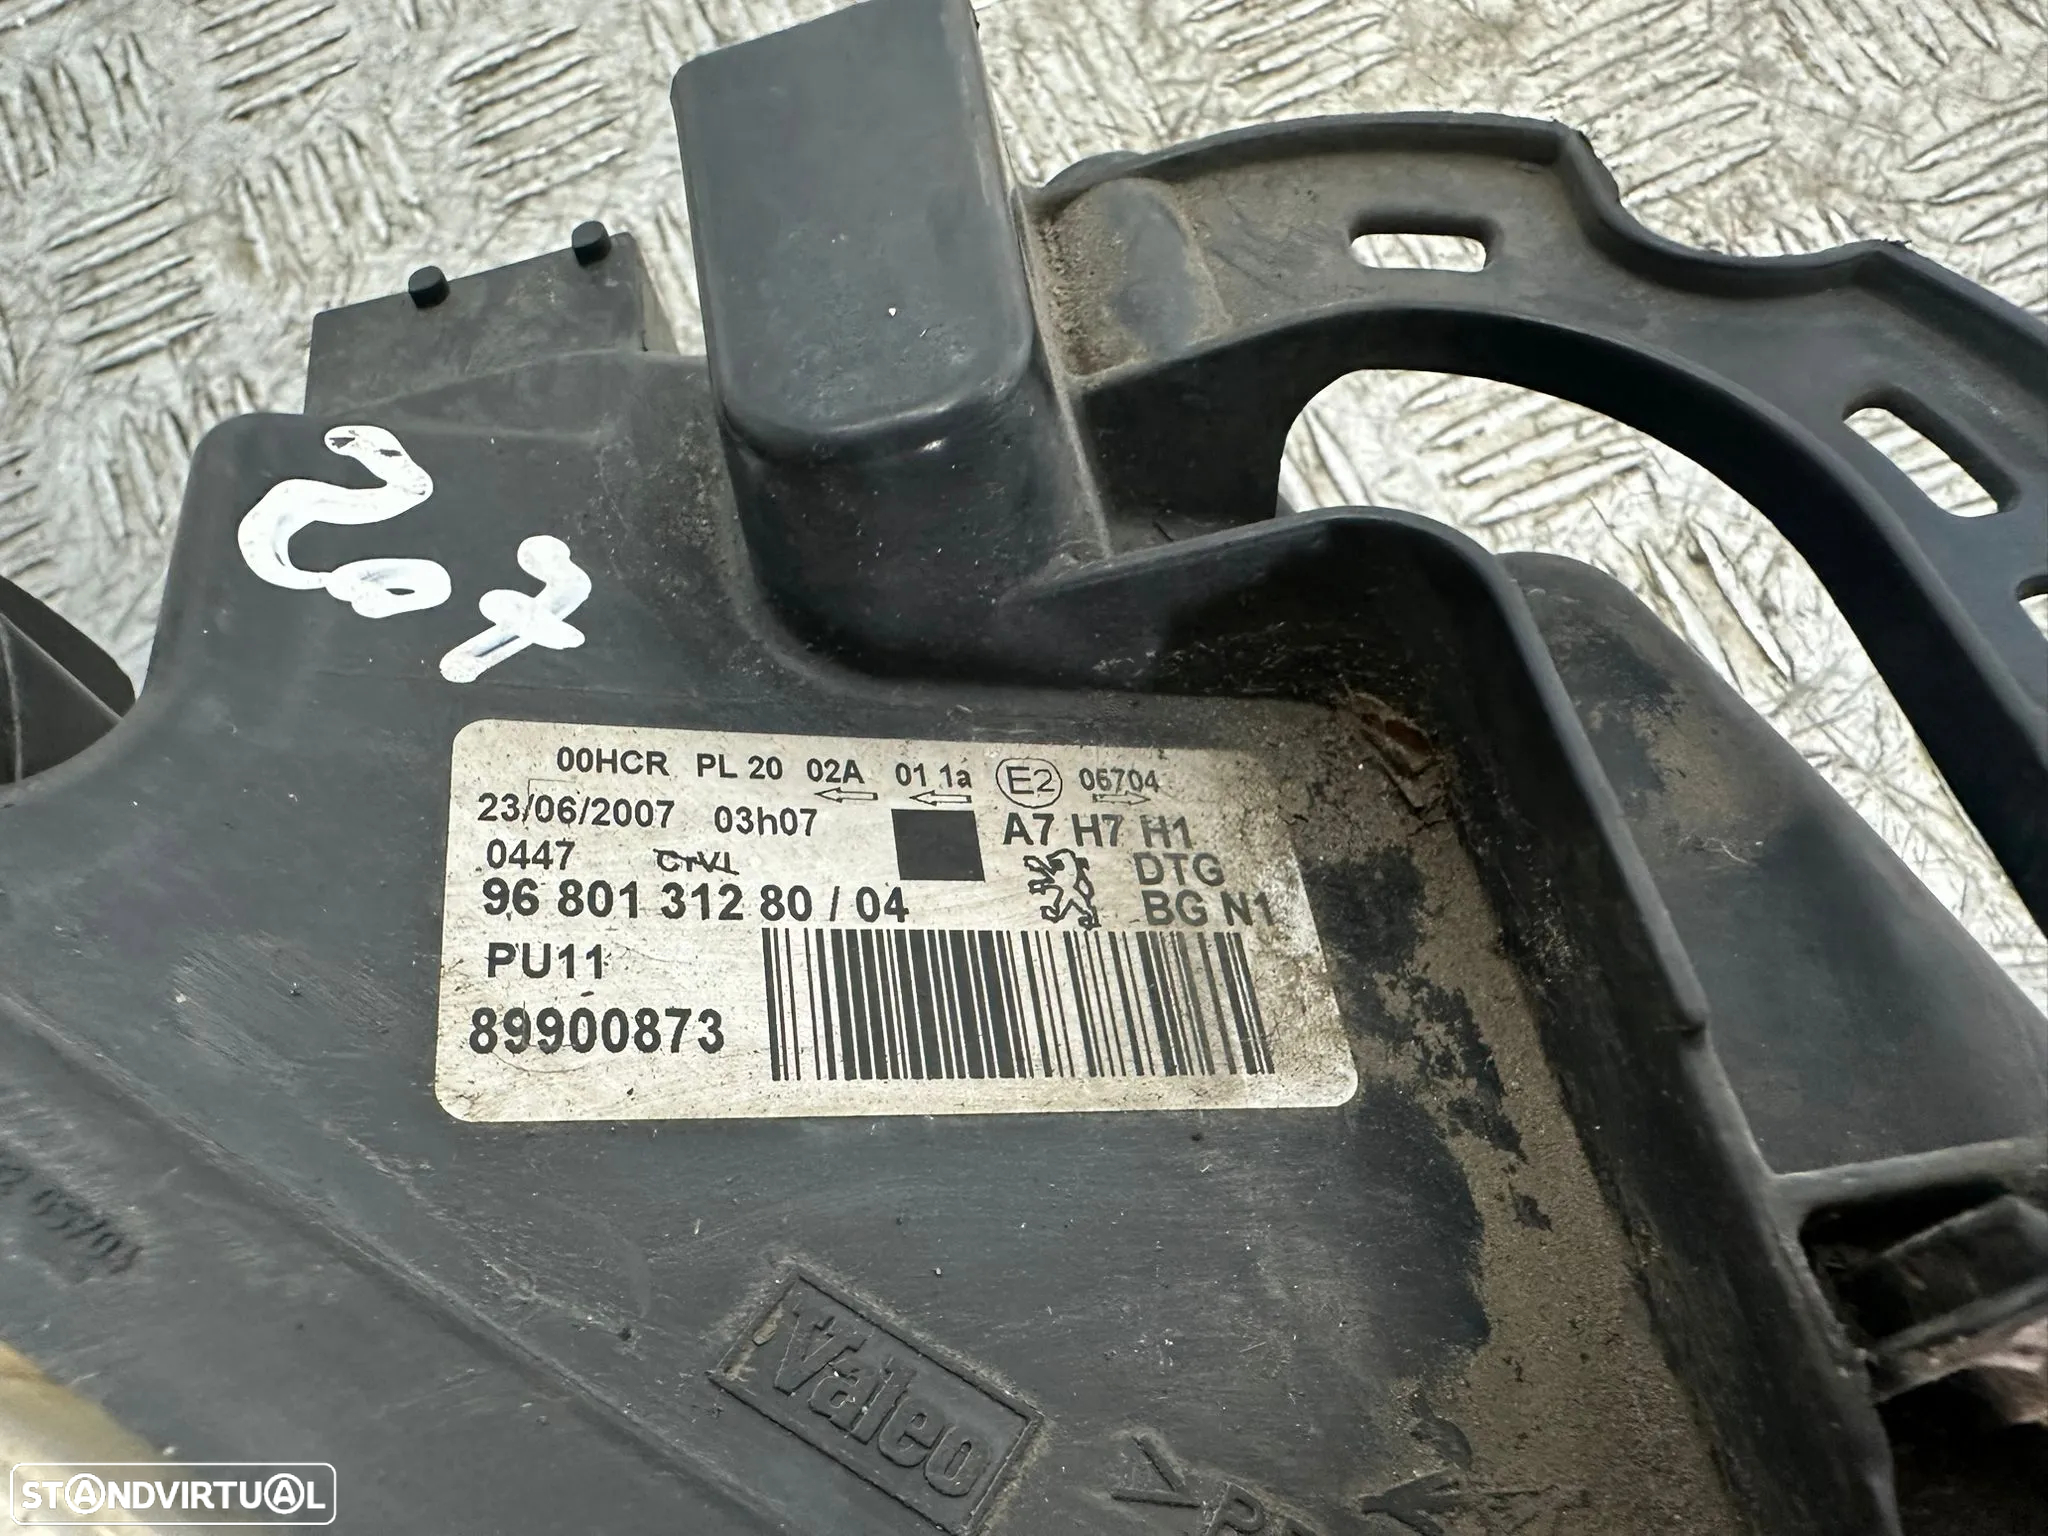 207
00HCR PL 20 02A 01 1a E2 06704
23/06/2007 03h07 A7 H7 H1
0447 DTG
96 801 312 80 / 04 BG N1
PU11
89900873
Valeo
STANDVIRTUAL